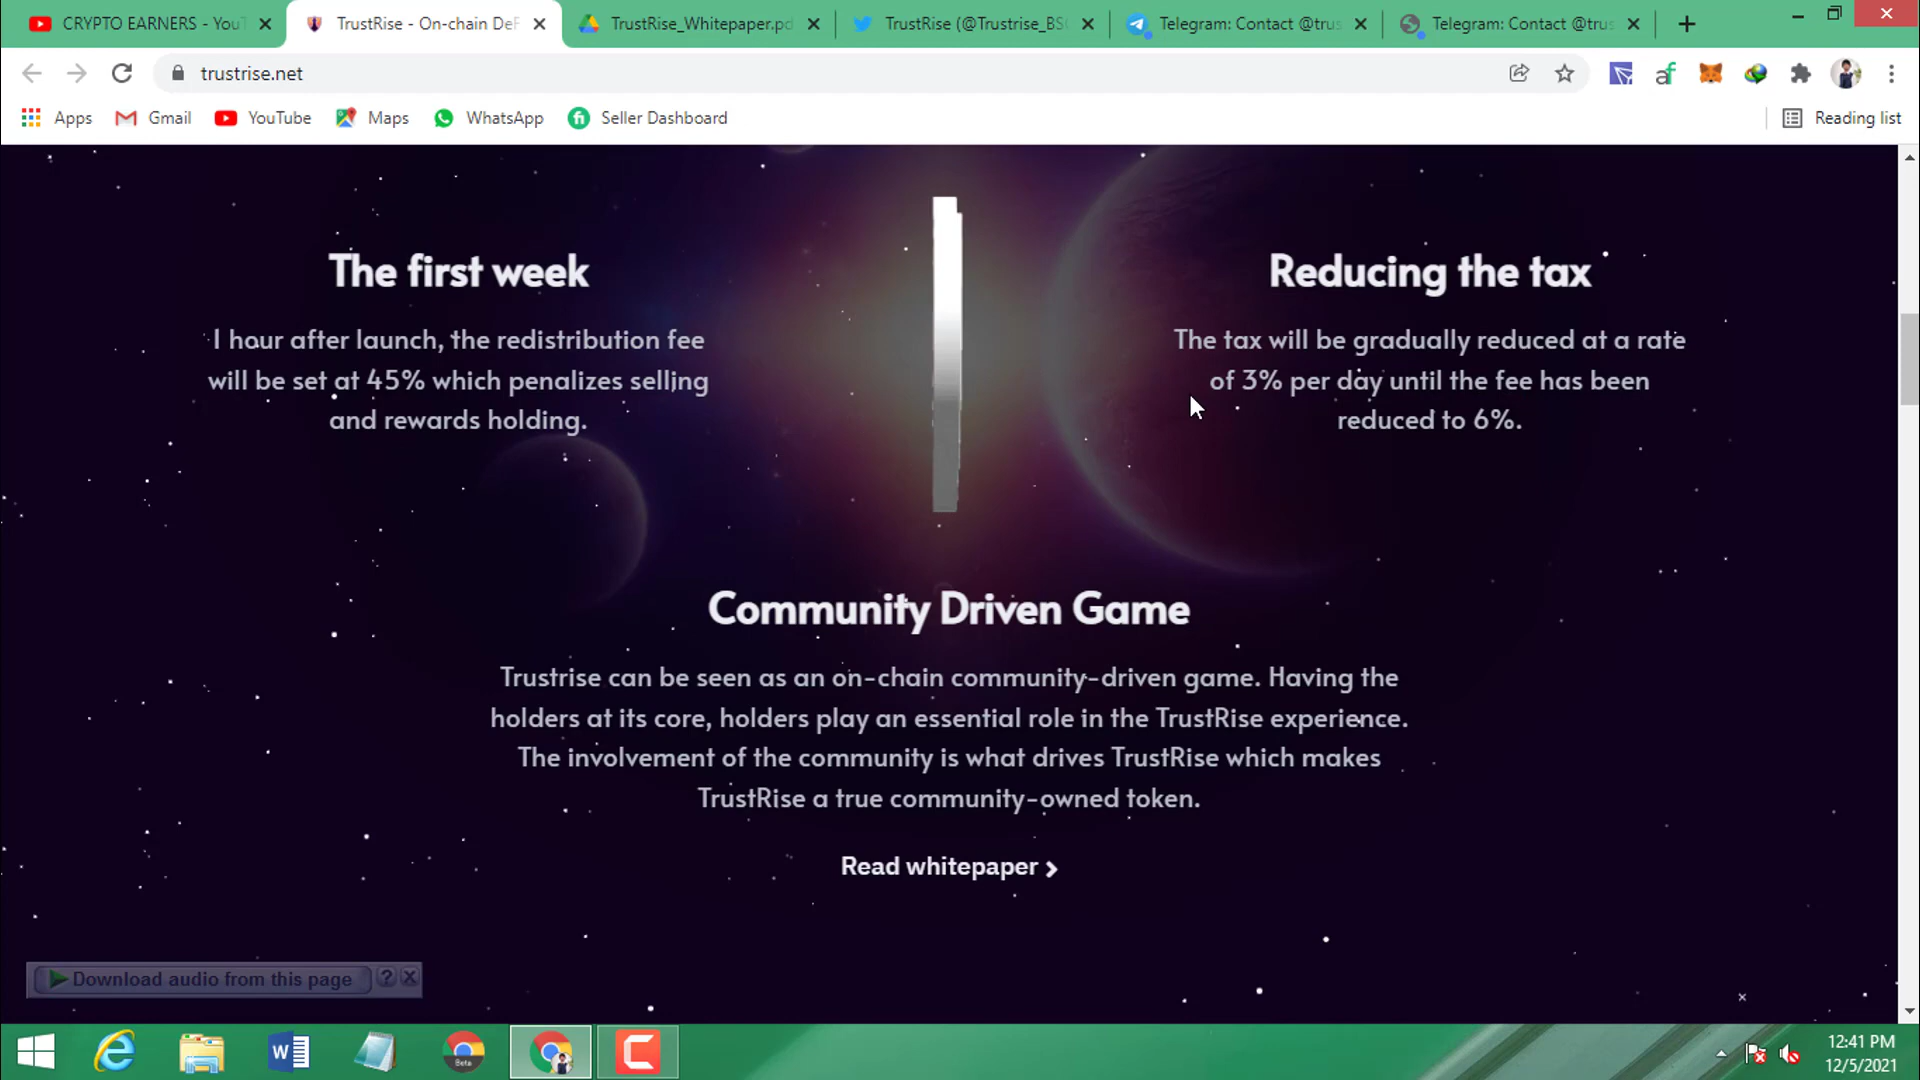 CRYPTO EARNERS - YouT
TrustRise - On-chain DeF
TrustRise_Whitepaper.pd
TrustRise (@Trustrise_BS
Telegram: Contact @trus
Telegram: Contact @trus
trustrise.net
Apps
Gmail
YouTube
Maps
WhatsApp
Seller Dashboard
Reading list
The first week
1 hour after launch, the redistribution fee
will be set at 45% which penalizes selling
and rewards holding.
Reducing the tax
The tax will be gradually reduced at a rate
of 3% per day until the fee has been
reduced to 6%.
Community Driven Game
Trustrise can be seen as an on-chain community-driven game. Having the
holders at its core, holders play an essential role in the TrustRise experience.
The involvement of the community is what drives TrustRise which makes
TrustRise a true community-owned token.
Read whitepaper
Download audio from this page
Beta
12:41 PM
12/5/2021